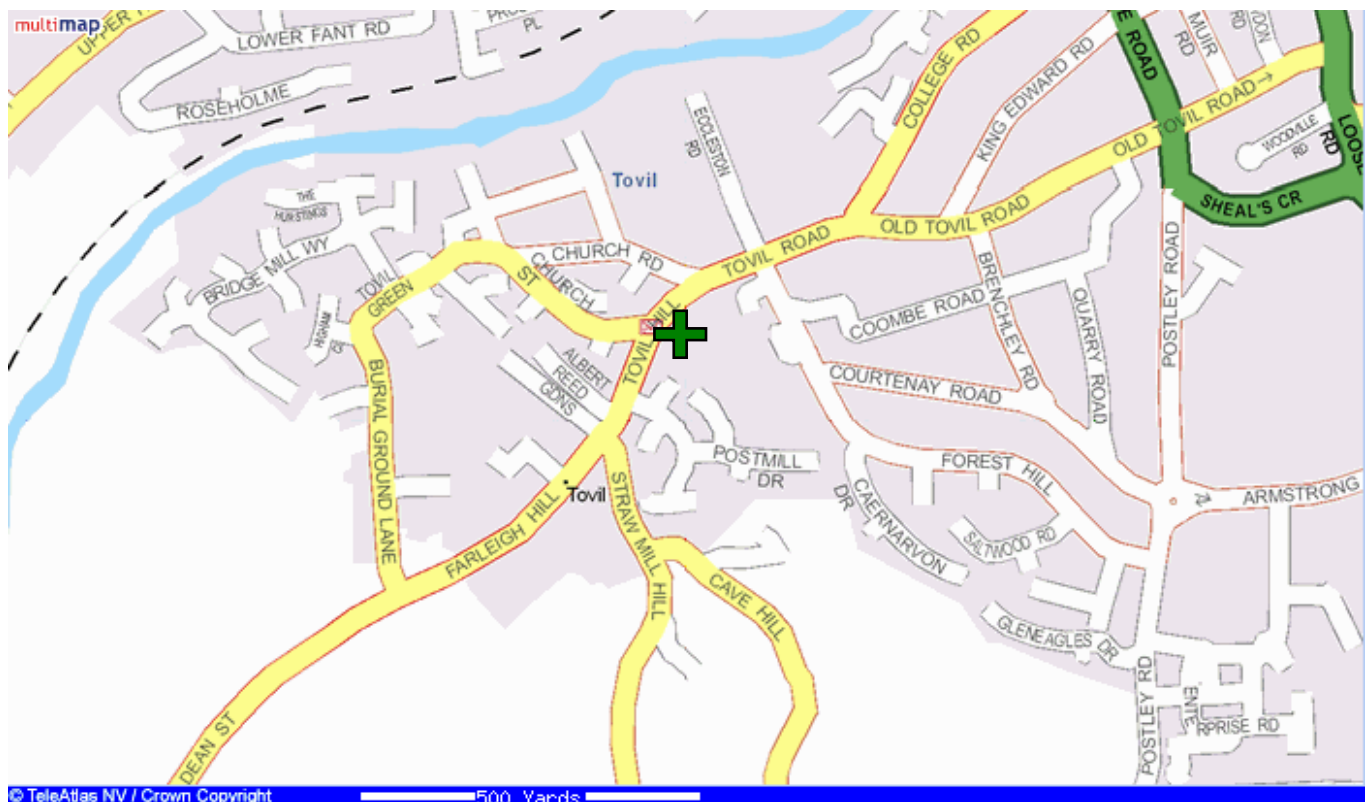 multimap
UPPER
LOWER FANT RD
PL
ROSEHOLME
COLLEGE RD
KING EDWARD RD
MUIR
RD
RD
E ROAD
OLD TOVIL ROAD →
WOODVILLE
RD
LOOSE
RD
SHEAL'S CR
ECCLESTON
RD
Tovil
THE
HURSTINGS
BRIDGE MILL WY
TOVIL
GREEN
CHURCH
ST
C CHURCH RD
TOVIL ROAD
OLD TOVIL ROAD
TOVIL HILL
HIGHAM
CS
ALBERT
REED
GDNS
COOMBE ROAD
BRENCHLEY RD
QUARRY ROAD
POSTLEY ROAD
COURTENAY ROAD
BURIAL GROUND LANE
POSTMILL
DR
FOREST HILL
ARMSTRONG
Tovil
FARLEIGH HILL
STRAW MILL HILL
CAVE HILL
CAERNARVON
DR
SALTWOOD RD
GLENEAGLES DR
POSTLEY RD
ENTE
RPRISE RD
DEAN ST
© TeleAtlas NV / Crown Copyright
500 Yards